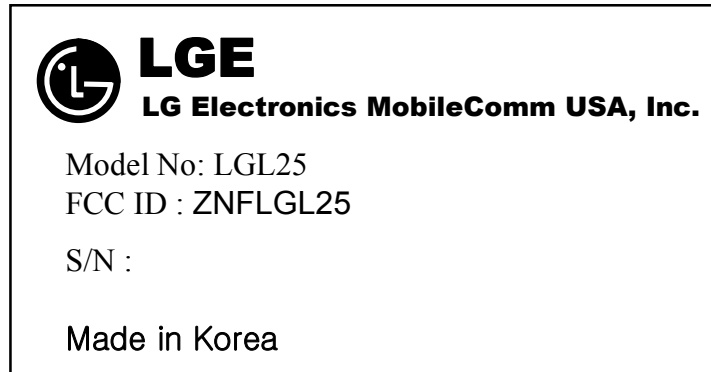 LGE
LG Electronics MobileComm USA, Inc.
Model No: LGL25
FCC ID : ZNFLGL25
S/N :
Made in Korea